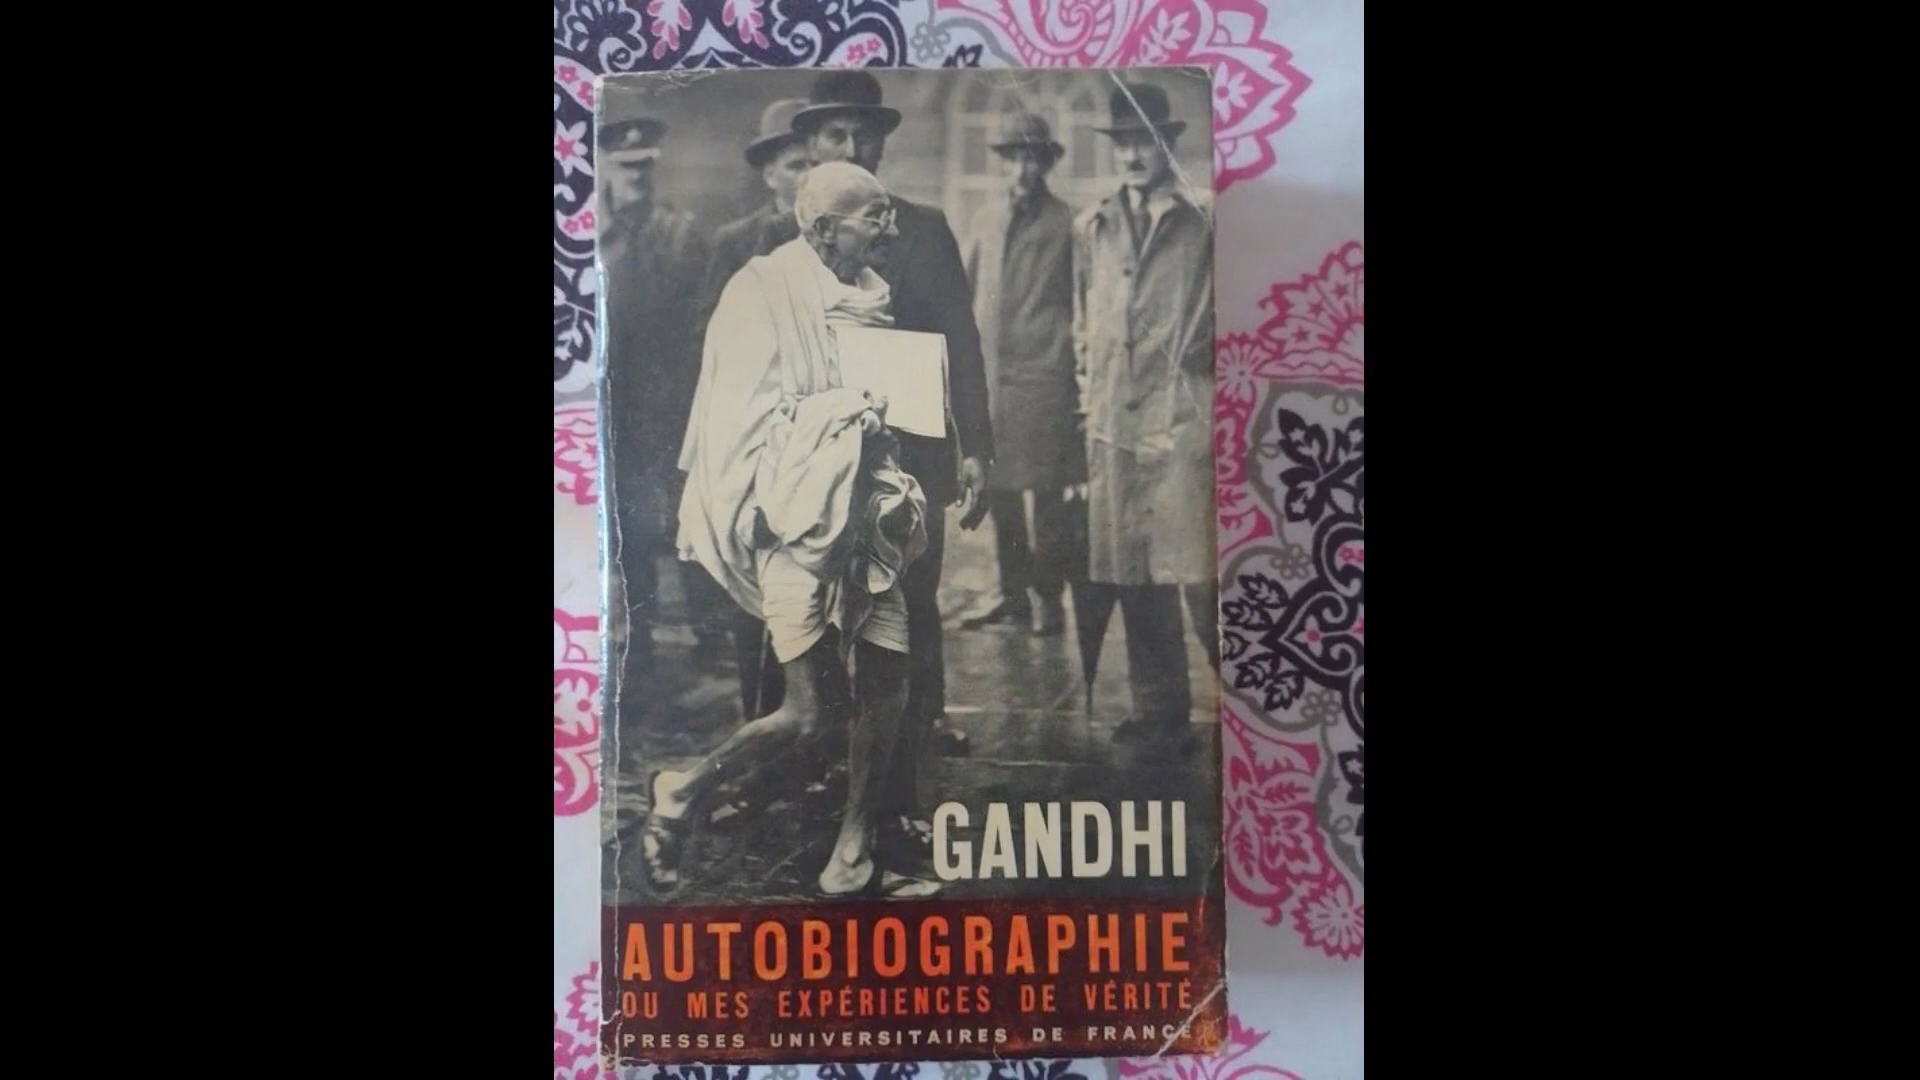 GANDHI
AUTOBIOGRAPHIE
OU MES EXPÉRIENCES DE VÉRITÉ
PRESSES UNIVERSITAIRES DE FRANCE